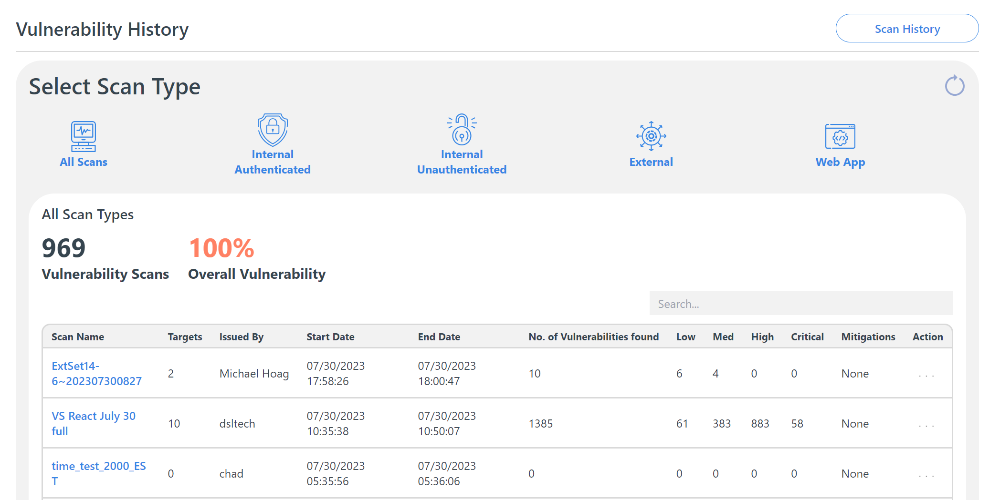 Vulnerability History
Scan History
Select Scan Type
All Scans
Internal
Authenticated
Internal
Unauthenticated
External
Web App
All Scan Types
969
Vulnerability Scans
100%
Overall Vulnerability
Search...
Scan Name Targets Issued By Start Date End Date No. of Vulnerabilities found Low Med High Critical Mitigations Action
ExtSet14-
6~202307300827
2
Michael Hoag
07/30/2023
17:58:26
07/30/2023
18:00:47
10 6 4 0 0 None ...
VS React July 30
full
10
dsltech
07/30/2023
10:35:38
07/30/2023
10:50:07
1385 61 383 883 58 None ...
time_test_2000_ES
T
0
chad
07/30/2023
05:35:56
07/30/2023
05:36:06
0 0 0 0 0 None ...